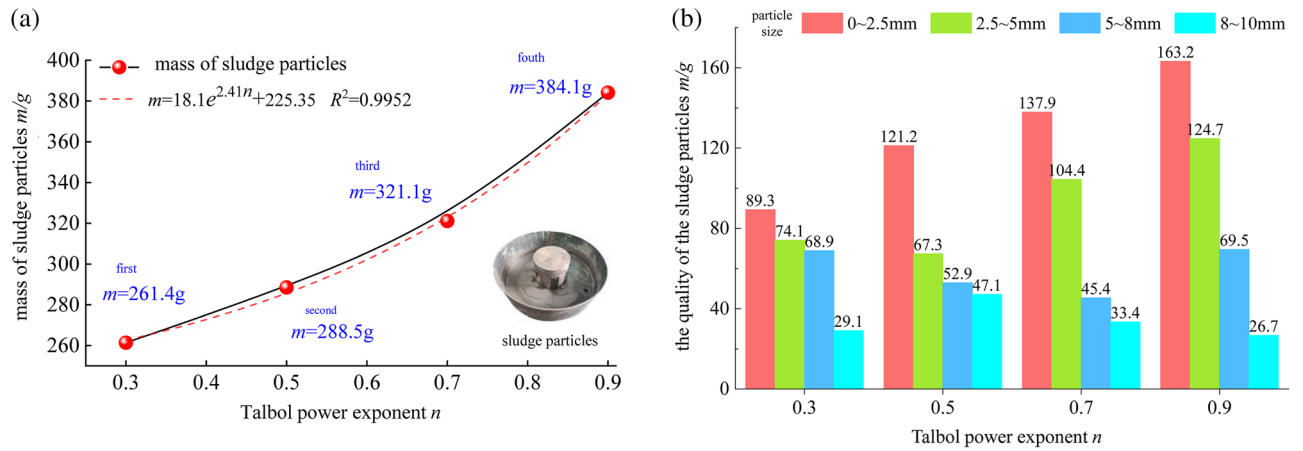 (a)
mass of sludge particles m/g
400
380
360
340
320
300
280
260
mass of sludge particles
m=18.1e^{2.41n}+225.35 R²=0.9952
fouth
m=384.1g
third
m=321.1g
first
m=261.4g
second
m=288.5g
sludge particles
0.3 0.4 0.5 0.6 0.7 0.8 0.9
Talbol power exponent n
(b)
particle
size
0~2.5mm 2.5~5mm 5~8mm 8~10mm
the quality of the sludge particles m/g
160
120
80
40
0
89.3
74.1
68.9
29.1
121.2
67.3
52.9
47.1
137.9
104.4
45.4
33.4
163.2
124.7
69.5
26.7
0.3 0.5 0.7 0.9
Talbol power exponent n